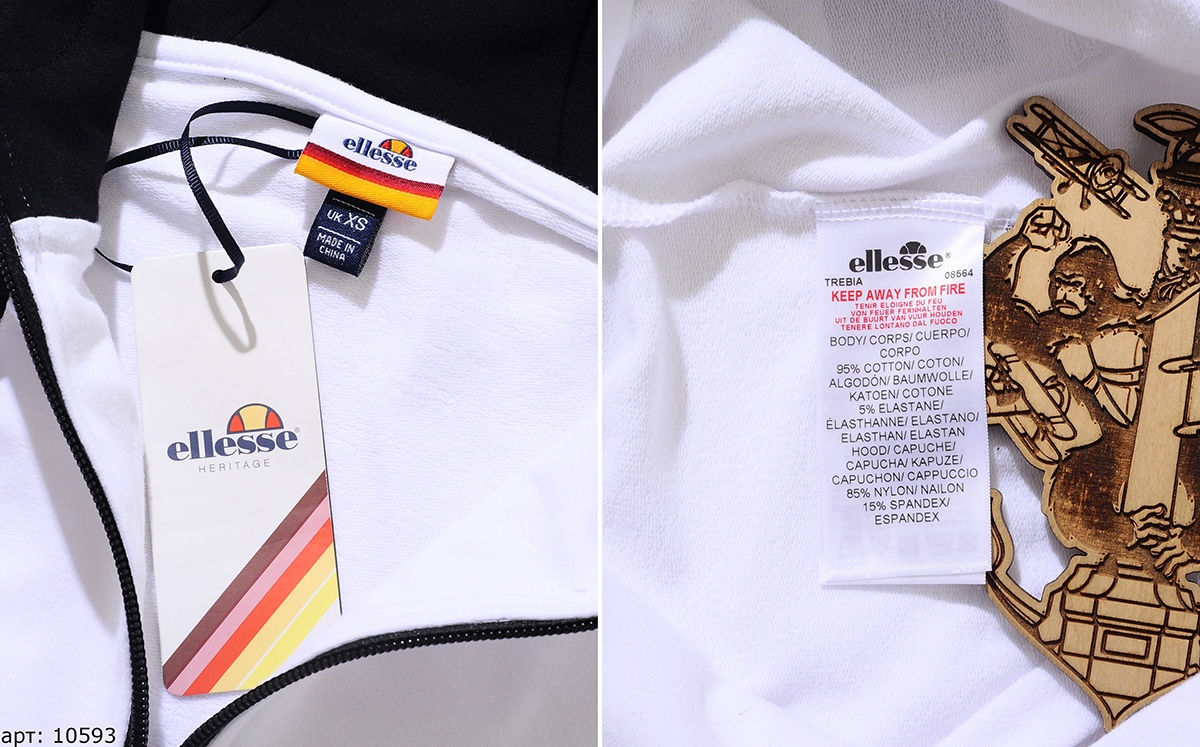 ellesse
UK XS
MADE IN
CHINA
ellesse®
HERITAGE
ellesse®
TREBIA 08564
KEEP AWAY FROM FIRE
TENIR ELOIGNE DU FEU
VON FEUER FERNHALTEN
UIT DE BUURT VAN VUUR HOUDEN
TENERE LONTANO DAL FUOCO
BODY/ CORPS/ CUERPO/
CORPO
95% COTTON/ COTON/
ALGODÓN/ BAUMWOLLE/
KATOEN/ COTONE
5% ELASTANE/
ÉLASTHANNE/ ELASTANO/
ELASTHAN/ ELASTAN
HOOD/ CAPUCHE/
CAPUCHA/ KAPUZE/
CAPUCHON/ CAPPUCCIO
85% NYLON/ NAILON
15% SPANDEX/
ESPANDEX
арт: 10593